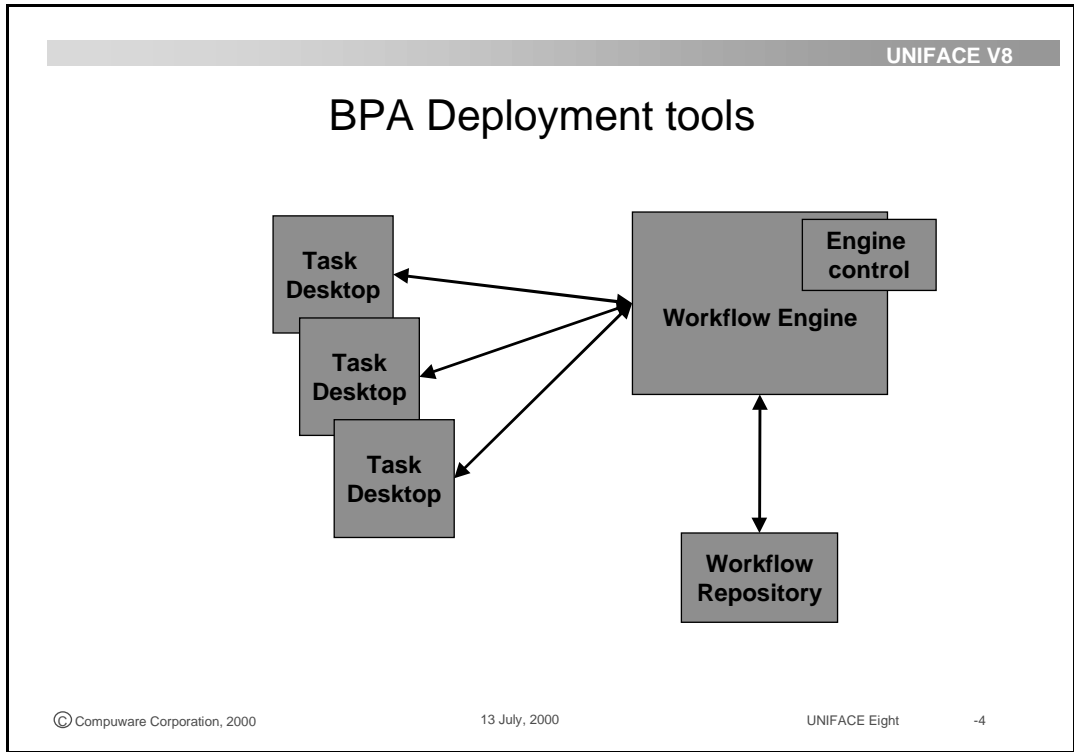 UNIFACE V8
BPA Deployment tools
Task
Desktop
Task
Desktop
Task
Desktop
Engine
control
Workflow Engine
Workflow
Repository
© Compuware Corporation, 2000
13 July, 2000
UNIFACE Eight
-4